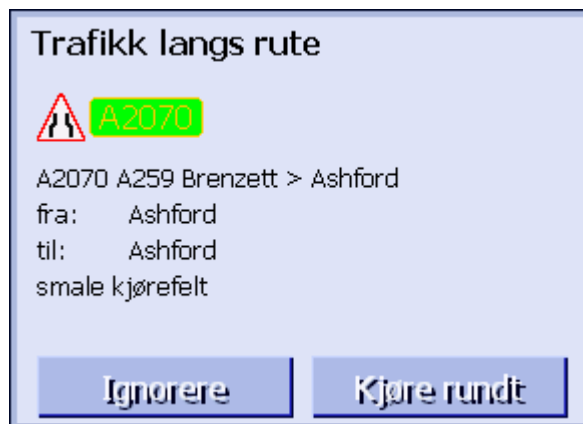 Trafikk langs rute
A2070
A2070 A259 Brenzett > Ashford
fra: Ashford
til: Ashford
smale kjørefelt
Ignorere Kjøre rundt